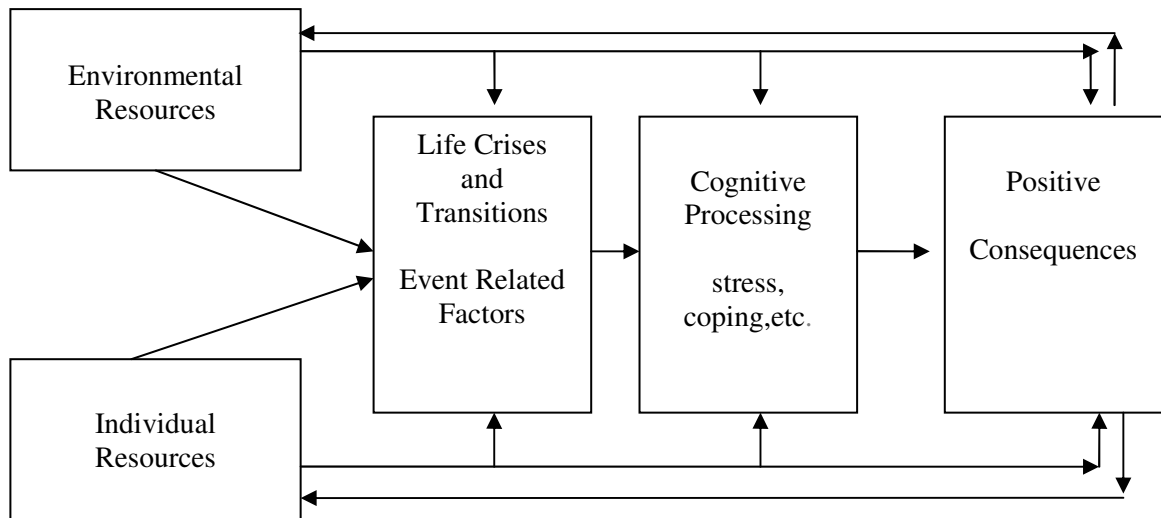 Environmental
Resources
Life Crises
and
Transitions
Event Related
Factors
Cognitive
Processing
stress,
coping,etc.
Positive
Consequences
Individual
Resources